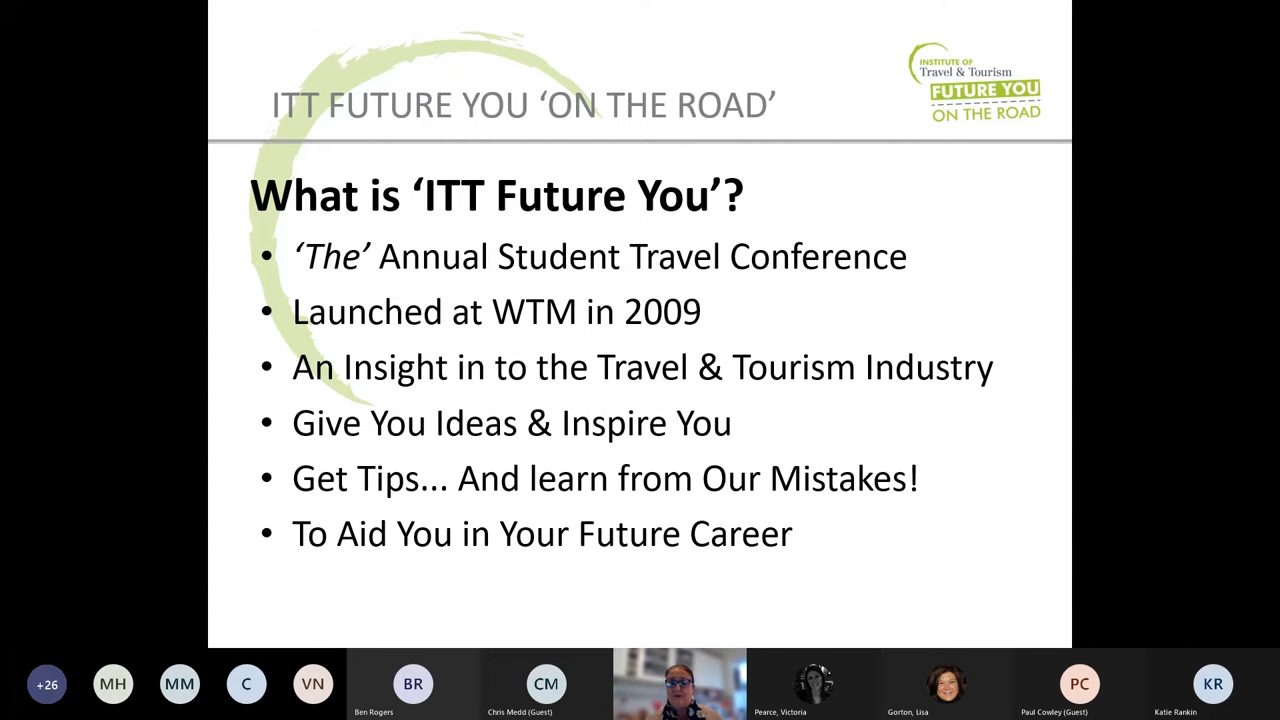 ITT FUTURE YOU ‘ON THE ROAD’
INSTITUTE OF
Travel & Tourism
FUTURE YOU
ON THE ROAD
What is ‘ITT Future You’?
• ‘The’ Annual Student Travel Conference
• Launched at WTM in 2009
• An Insight in to the Travel & Tourism Industry
• Give You Ideas & Inspire You
• Get Tips... And learn from Our Mistakes!
• To Aid You in Your Future Career
+26
MH
MM
C
VN
BR
Ben Rogers
CM
Chris Medd (Guest)
Pearce, Victoria
Gorton, Lisa
PC
Paul Cowley (Guest)
KR
Katie Rankin